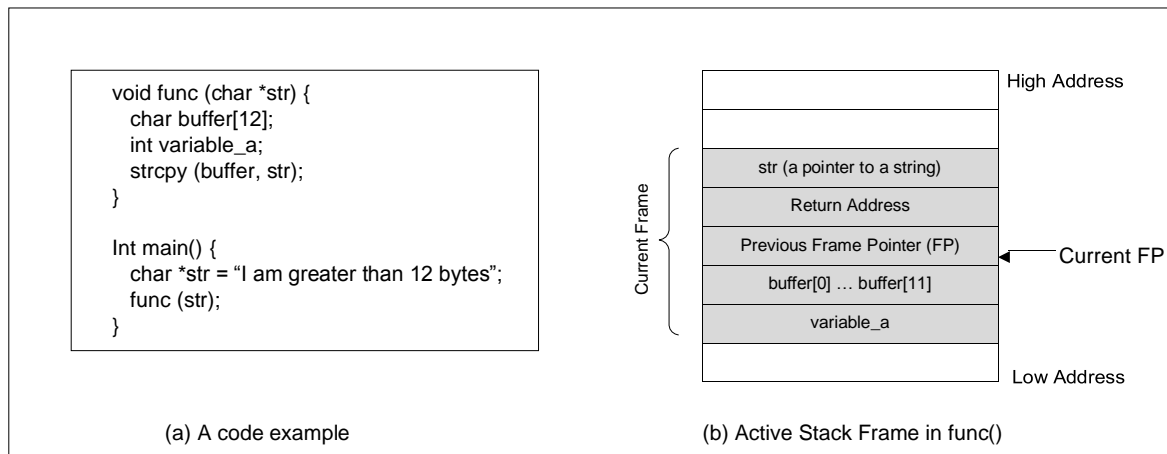 void func (char *str) {
char buffer[12];
int variable_a;
strcpy (buffer, str);
}
Int main() {
char *str = “I am greater than 12 bytes”;
func (str);
}
(a) A code example
High Address
Current Frame
str (a pointer to a string)
Return Address
Previous Frame Pointer (FP)
Current FP
buffer[0] … buffer[11]
variable_a
Low Address
(b) Active Stack Frame in func()